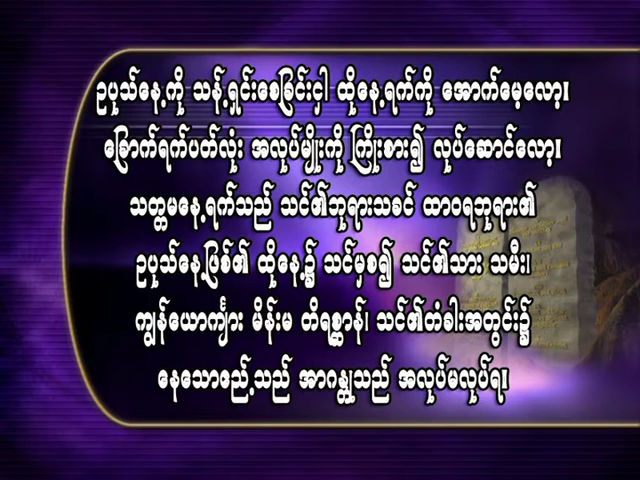 ဥပုသ်နေ့ကို သန့်ရှင်းစေခြင်းငှါ ထိုနေ့ရက်ကို အောက်မေ့လော့၊
ခြောက်ရက်ပတ်လုံး အလုပ်မျိုးကို ကြိုးစား၍ လုပ်ဆောင်လော့၊
သတ္တမနေ့ရက်သည် သင်၏ဘုရားသခင် ထာဝရဘုရား၏
ဥပုသ်နေ့ဖြစ်၏ ထိုနေ့၌ သင်မှစ၍ သင်၏သား သမီး၊
ကျွန်ယောင်္ကျား မိန်းမ တိရစ္ဆာန်၊ သင်၏တံခါးအတွင်း၌
နေသောဧည့်သည် အာဂန္တုသည် အလုပ်မလုပ်ရ၊